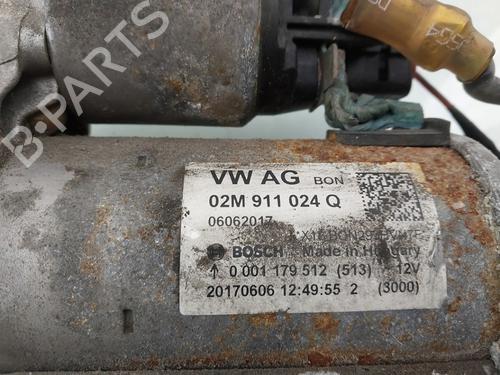 B-PARTS
VW AG BON
02M 911 024 Q
06062017
BOSCH Made in Hungary
↑ 0 001 179 512 (513) 12V
20170606 12:49:55 2 (3000)